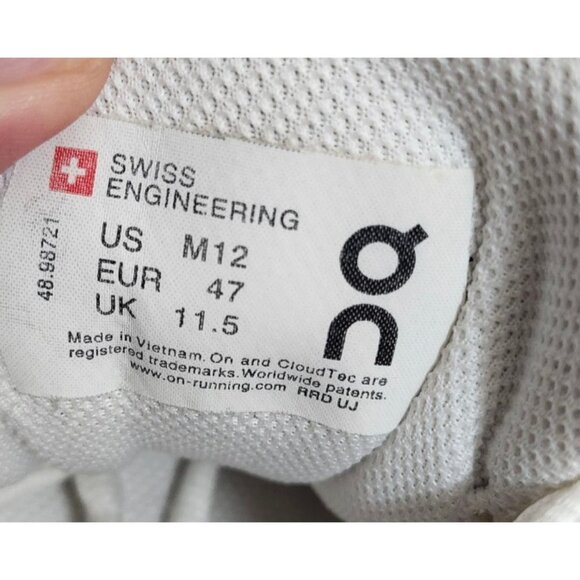 SWISS
ENGINEERING
US M12
EUR 47
UK 11.5
Made in Vietnam. On and CloudTec are
registered trademarks. Worldwide patents.
www.on-running.com RRD UJ
48.98721
On